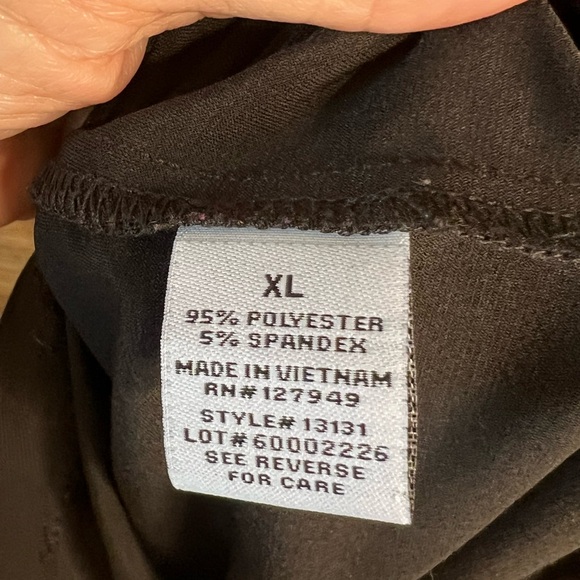 XL
95% POLYESTER
5% SPANDEX
MADE IN VIETNAM
RN# 127949
STYLE# 13131
LOT# 60002226
SEE REVERSE
FOR CARE